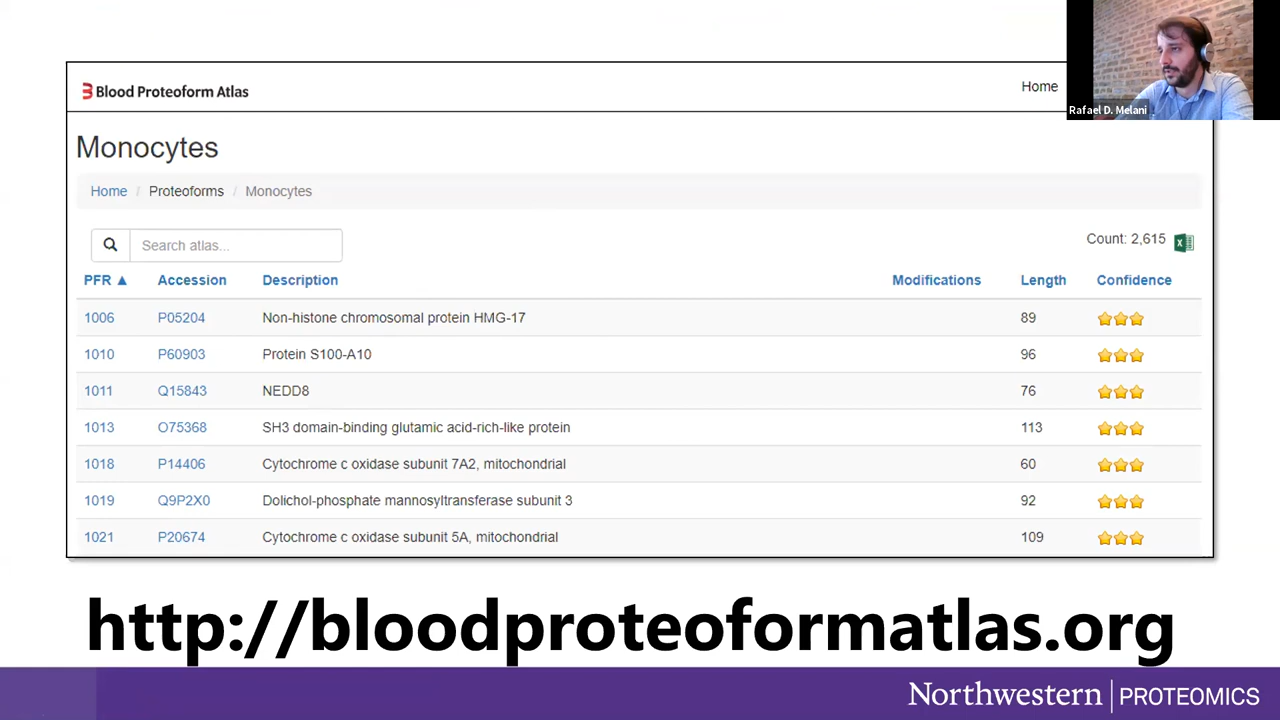 Blood Proteoform Atlas
Home
Rafael D. Melani
Monocytes
Home / Proteoforms / Monocytes
Search atlas...
Count: 2,615
PFR ▲ Accession Description Modifications Length Confidence
1006 P05204 Non-histone chromosomal protein HMG-17 89
1010 P60903 Protein S100-A10 96
1011 Q15843 NEDD8 76
1013 O75368 SH3 domain-binding glutamic acid-rich-like protein 113
1018 P14406 Cytochrome c oxidase subunit 7A2, mitochondrial 60
1019 Q9P2X0 Dolichol-phosphate mannosyltransferase subunit 3 92
1021 P20674 Cytochrome c oxidase subunit 5A, mitochondrial 109
http://bloodproteoformatlas.org
Northwestern | PROTEOMICS